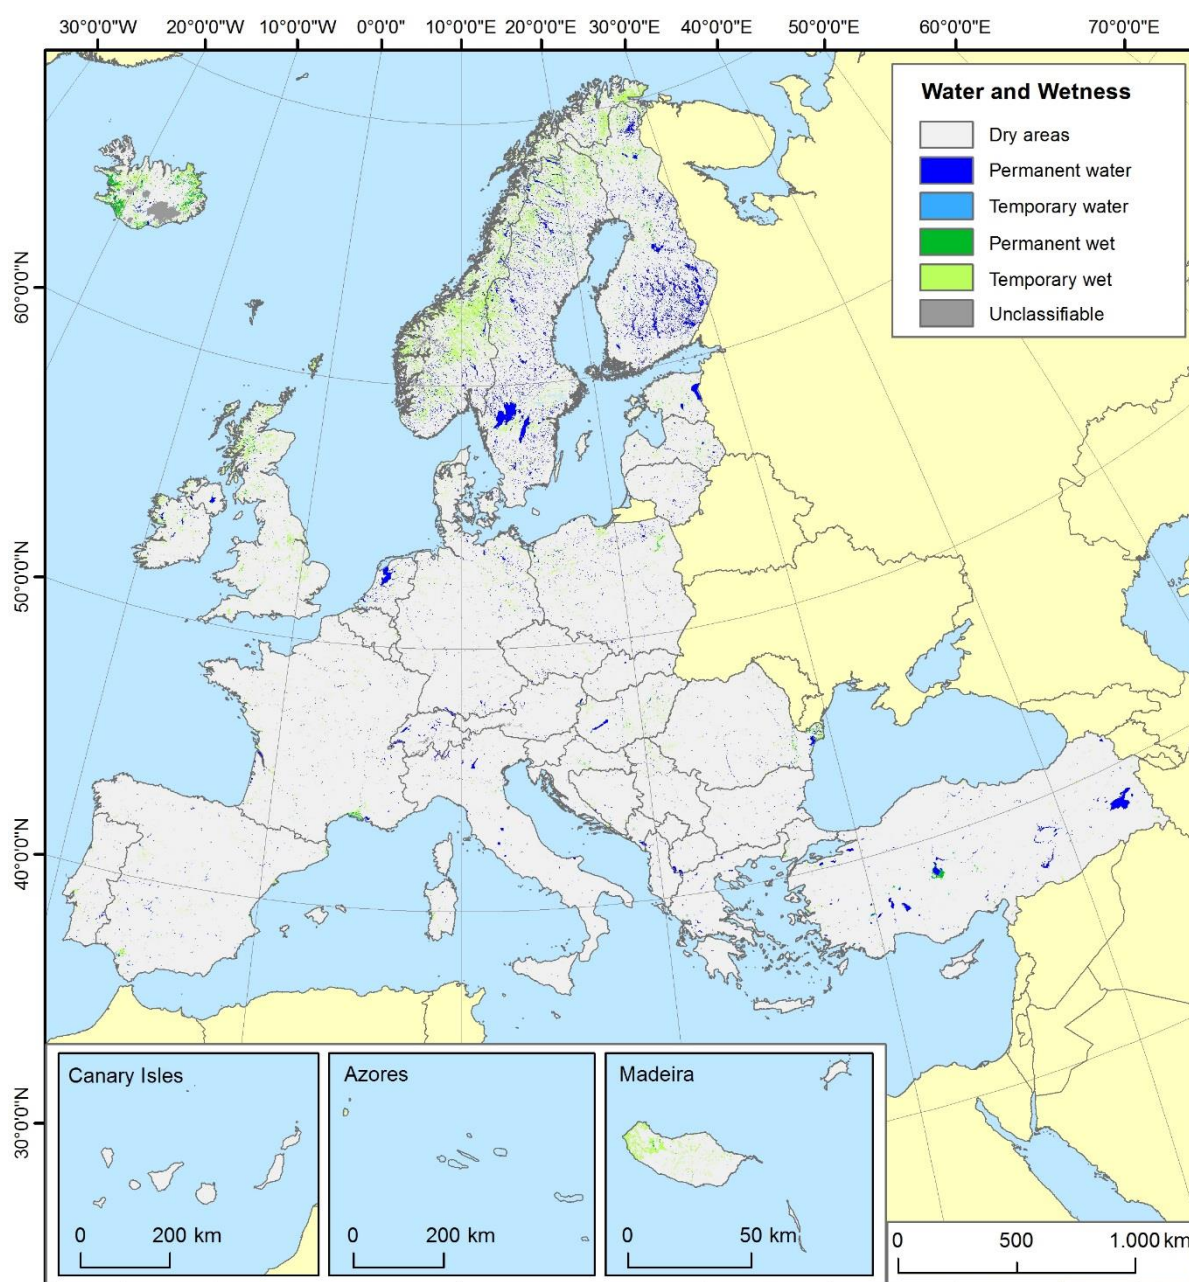 30°0'0"W 20°0'0"W 10°0'0"W 0°0'0" 10°0'0"E 20°0'0"E 30°0'0"E 40°0'0"E 50°0'0"E 60°0'0"E 70°0'0"E
60°0'0"N
50°0'0"N
40°0'0"N
30°0'0"N
Water and Wetness
Dry areas
Permanent water
Temporary water
Permanent wet
Temporary wet
Unclassifiable
Canary Isles
0 200 km
Azores
0 200 km
Madeira
0 50 km
0 500 1.000 km